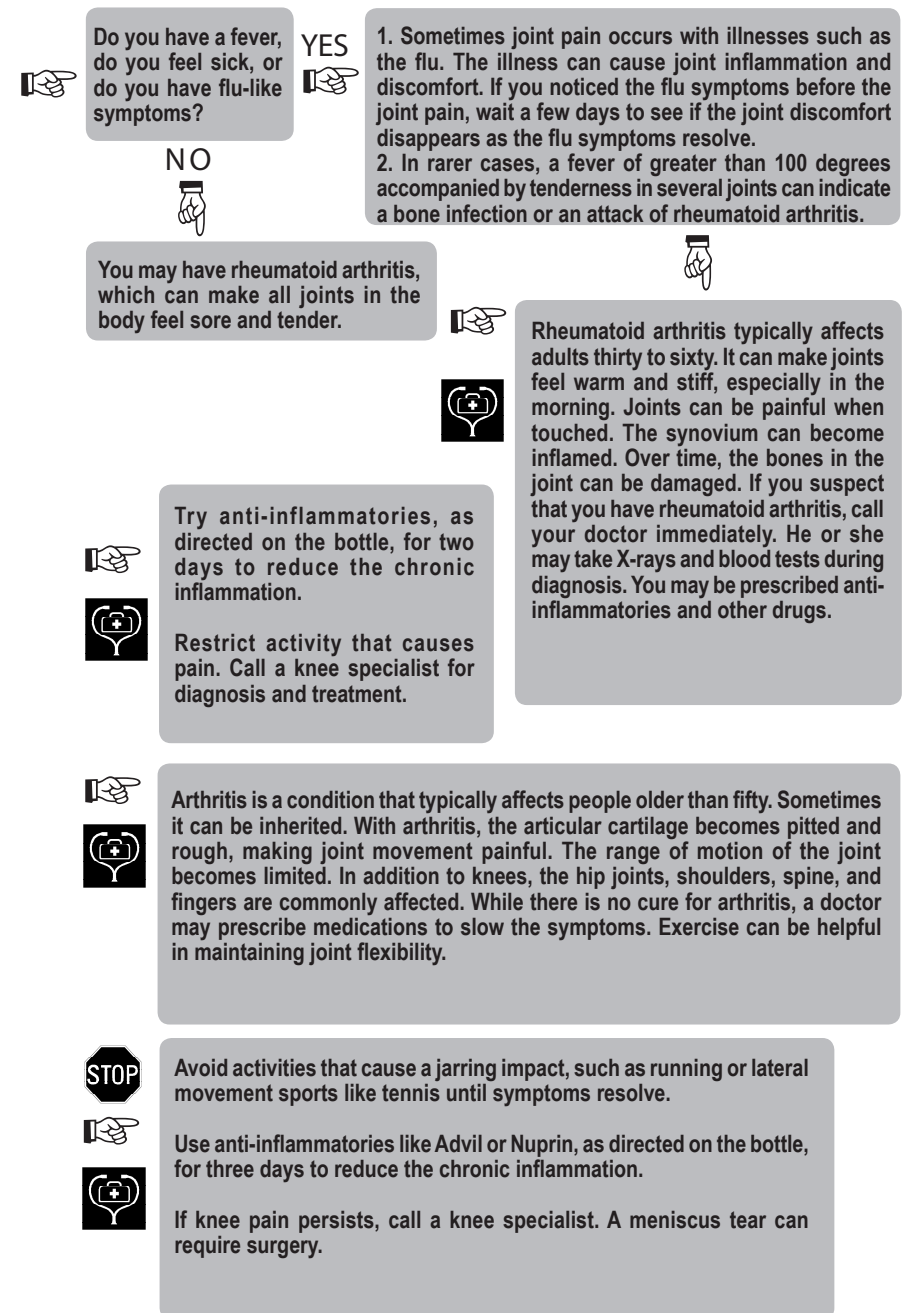 Do you have a fever,
do you feel sick, or
do you have flu-like
symptoms?
YES
1. Sometimes joint pain occurs with illnesses such as
the flu. The illness can cause joint inflammation and
discomfort. If you noticed the flu symptoms before the
joint pain, wait a few days to see if the joint discomfort
disappears as the flu symptoms resolve.
2. In rarer cases, a fever of greater than 100 degrees
accompanied by tenderness in several joints can indicate
a bone infection or an attack of rheumatoid arthritis.
NO
You may have rheumatoid arthritis,
which can make all joints in the
body feel sore and tender.
Rheumatoid arthritis typically affects
adults thirty to sixty. It can make joints
feel warm and stiff, especially in the
morning. Joints can be painful when
touched. The synovium can become
inflamed. Over time, the bones in the
joint can be damaged. If you suspect
that you have rheumatoid arthritis, call
your doctor immediately. He or she
may take X-rays and blood tests during
diagnosis. You may be prescribed anti-
inflammatories and other drugs.
Try anti-inflammatories, as
directed on the bottle, for two
days to reduce the chronic
inflammation.
Restrict activity that causes
pain. Call a knee specialist for
diagnosis and treatment.
Arthritis is a condition that typically affects people older than fifty. Sometimes
it can be inherited. With arthritis, the articular cartilage becomes pitted and
rough, making joint movement painful. The range of motion of the joint
becomes limited. In addition to knees, the hip joints, shoulders, spine, and
fingers are commonly affected. While there is no cure for arthritis, a doctor
may prescribe medications to slow the symptoms. Exercise can be helpful
in maintaining joint flexibility.
STOP
Avoid activities that cause a jarring impact, such as running or lateral
movement sports like tennis until symptoms resolve.
Use anti-inflammatories like Advil or Nuprin, as directed on the bottle,
for three days to reduce the chronic inflammation.
If knee pain persists, call a knee specialist. A meniscus tear can
require surgery.